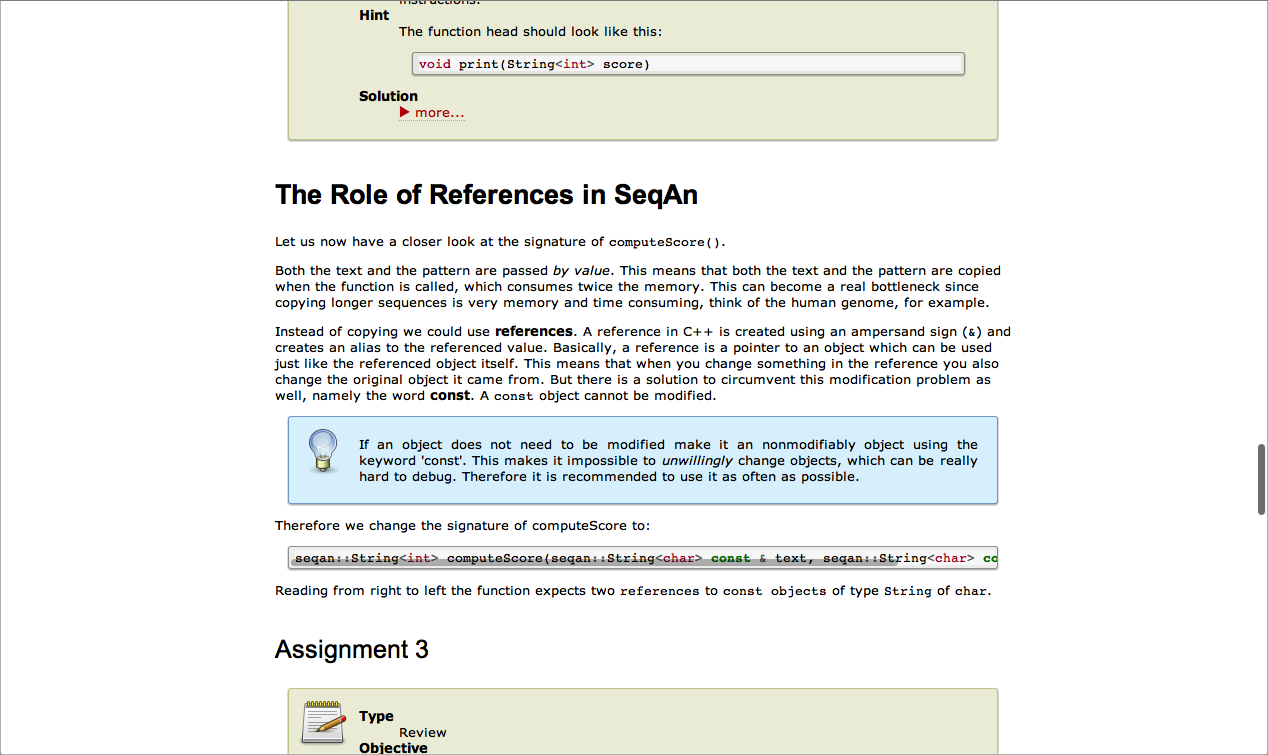 instructions.
Hint
The function head should look like this:
void print(String<int> score)
Solution
more...
The Role of References in SeqAn
Let us now have a closer look at the signature of computeScore().
Both the text and the pattern are passed by value. This means that both the text and the pattern are copied
when the function is called, which consumes twice the memory. This can become a real bottleneck since
copying longer sequences is very memory and time consuming, think of the human genome, for example.
Instead of copying we could use references. A reference in C++ is created using an ampersand sign (&) and
creates an alias to the referenced value. Basically, a reference is a pointer to an object which can be used
just like the referenced object itself. This means that when you change something in the reference you also
change the original object it came from. But there is a solution to circumvent this modification problem as
well, namely the word const. A const object cannot be modified.
If an object does not need to be modified make it an nonmodifiably object using the
keyword 'const'. This makes it impossible to unwillingly change objects, which can be really
hard to debug. Therefore it is recommended to use it as often as possible.
Therefore we change the signature of computeScore to:
seqan::String<int> computeScore(seqan::String<char> const & text, seqan::String<char> co
Reading from right to left the function expects two references to const objects of type String of char.
Assignment 3
Type
Review
Objective